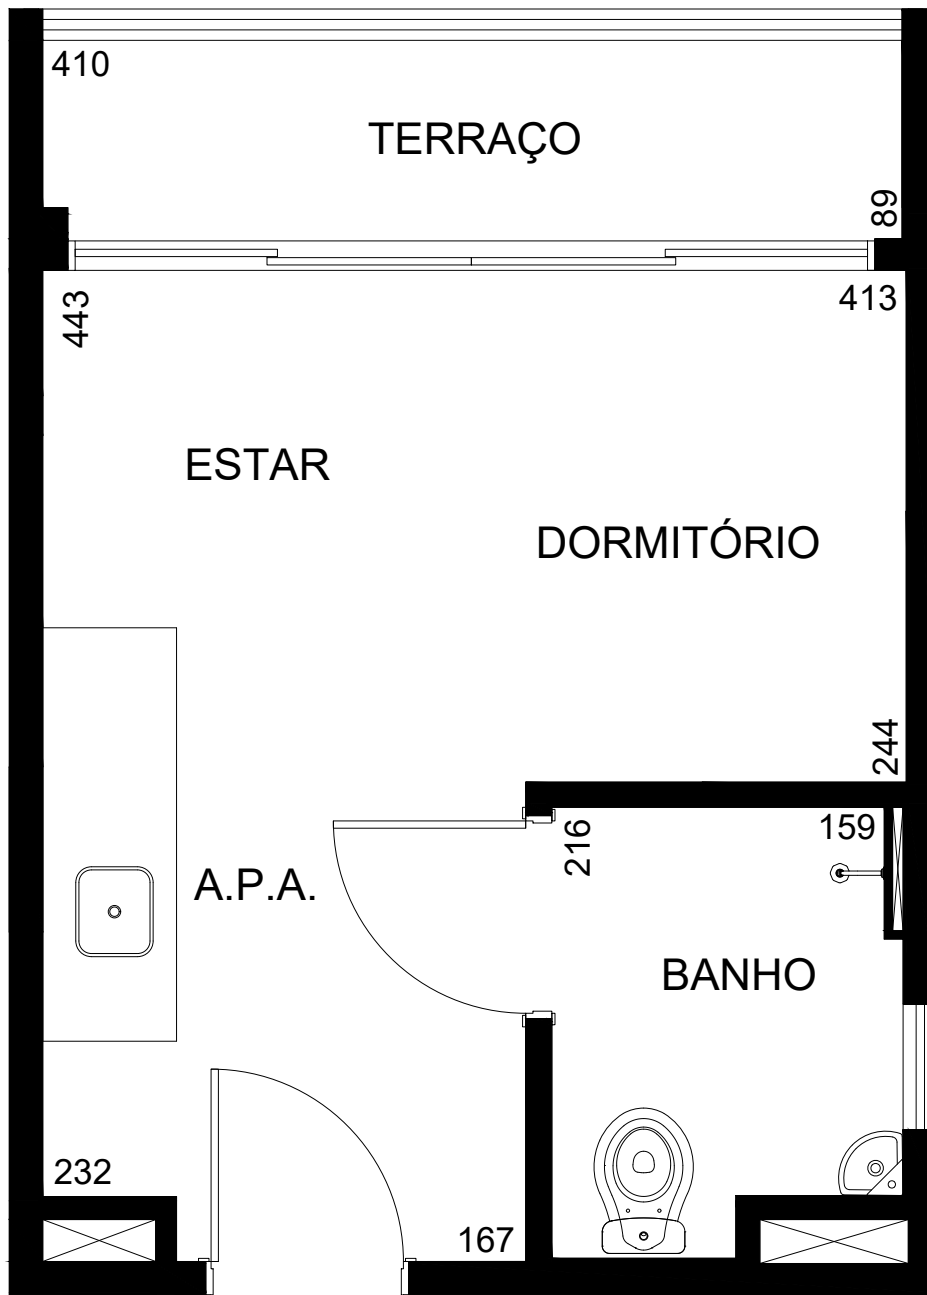 410
TERRAÇO
89
443
413
ESTAR
DORMITÓRIO
244
216
159
A.P.A.
BANHO
232
167